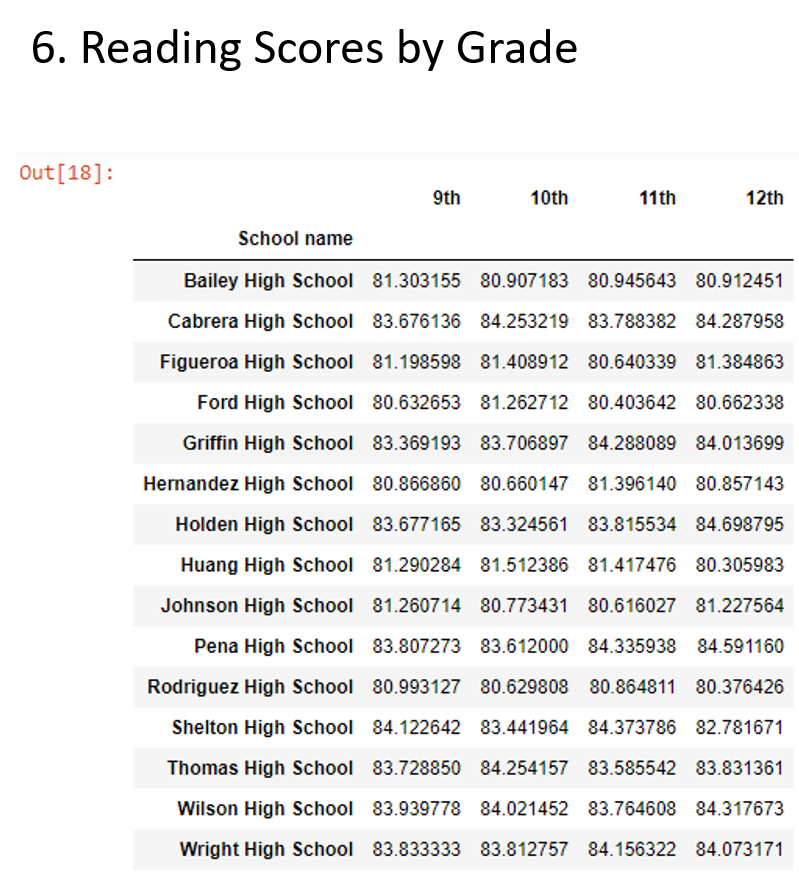 6. Reading Scores by Grade
Out[18]:
9th 10th 11th 12th
School name
Bailey High School 81.303155 80.907183 80.945643 80.912451
Cabrera High School 83.676136 84.253219 83.788382 84.287958
Figueroa High School 81.198598 81.408912 80.640339 81.384863
Ford High School 80.632653 81.262712 80.403642 80.662338
Griffin High School 83.369193 83.706897 84.288089 84.013699
Hernandez High School 80.866860 80.660147 81.396140 80.857143
Holden High School 83.677165 83.324561 83.815534 84.698795
Huang High School 81.290284 81.512386 81.417476 80.305983
Johnson High School 81.260714 80.773431 80.616027 81.227564
Pena High School 83.807273 83.612000 84.335938 84.591160
Rodriguez High School 80.993127 80.629808 80.864811 80.376426
Shelton High School 84.122642 83.441964 84.373786 82.781671
Thomas High School 83.728850 84.254157 83.585542 83.831361
Wilson High School 83.939778 84.021452 83.764608 84.317673
Wright High School 83.833333 83.812757 84.156322 84.073171